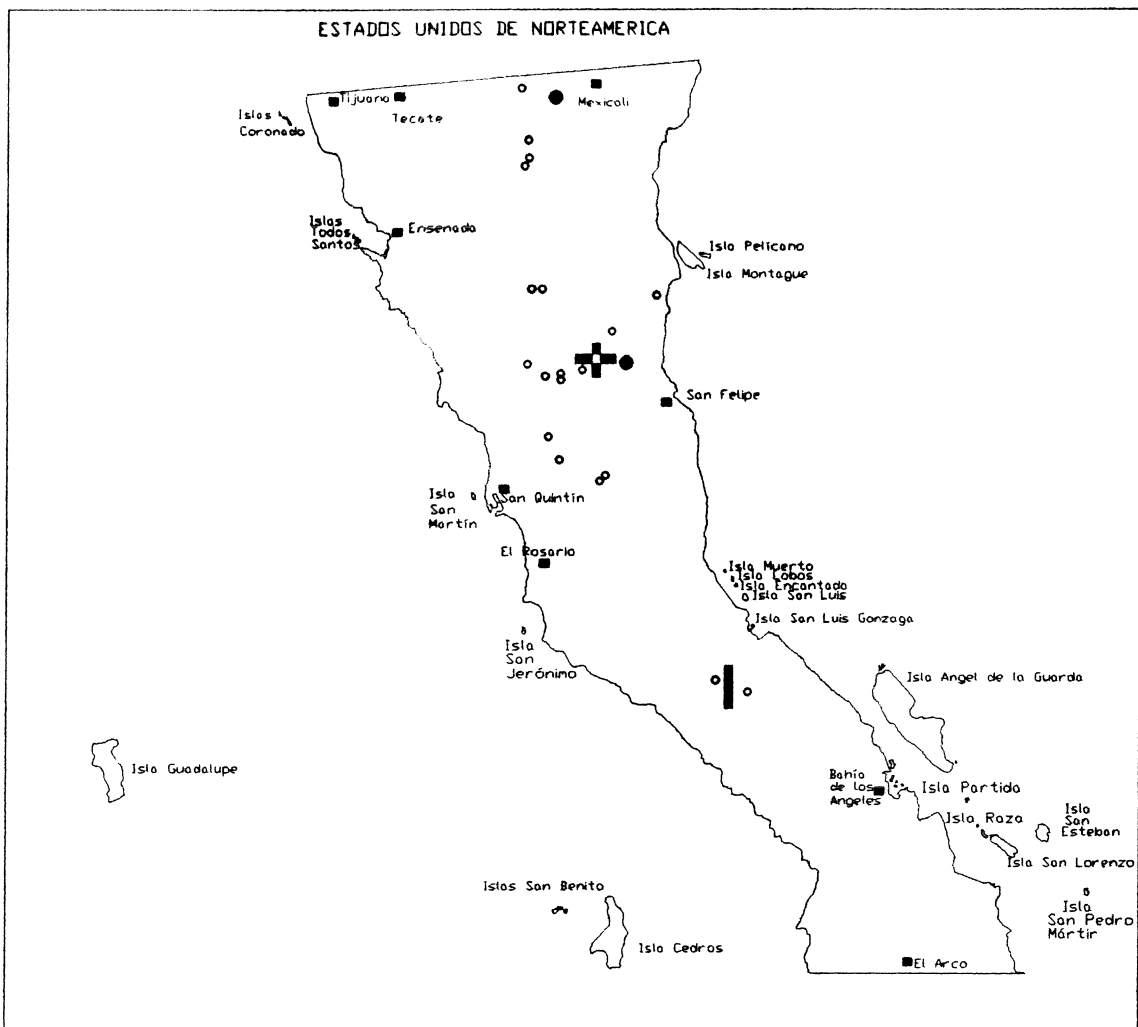 ESTADOS UNIDOS DE NORTEAMERICA
Tijuana
Tecate
Mexicali
Islas
Coronado
Islas
Todos
Santos
Ensenada
Isla Pelícano
Isla Montague
San Felipe
Isla
San
Martín
an Quintín
El Rosario
Isla Muerto
Isla Lobos
Isla Encantado
Isla San Luis
Isla San Luis Gonzaga
Isla
San
Jerónimo
Isla Angel de la Guarda
Isla Guadalupe
Bahía
de los
Angeles
Isla Partida
Isla Raza
Isla
San
Esteban
Isla San Lorenzo
Islas San Benito
Isla Cedros
Isla
San Pedro
Mártir
El Arco